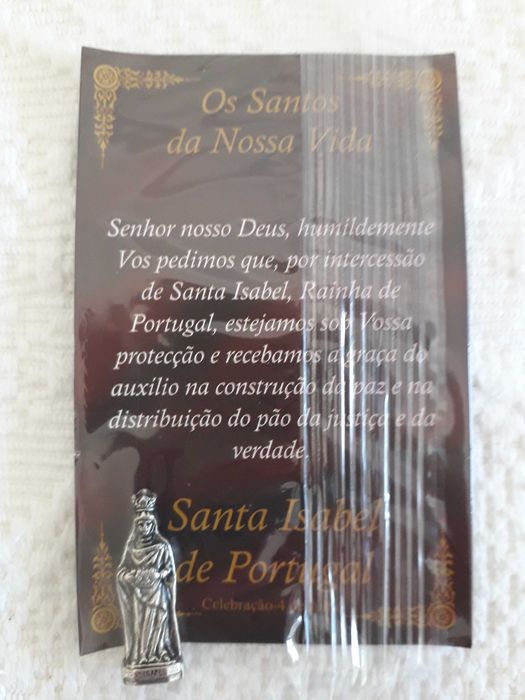 Os Santos
da Nossa Vida
Senhor nosso Deus, humildemente
Vos pedimos que, por intercessão
de Santa Isabel, Rainha de
Portugal, estejamos sob Vossa
protecção e recebamos a graça do
auxílio na construção da paz e na
distribuição do pão da justiça e da
verdade.
Santa Isabel
de Portugal
Celebração 4